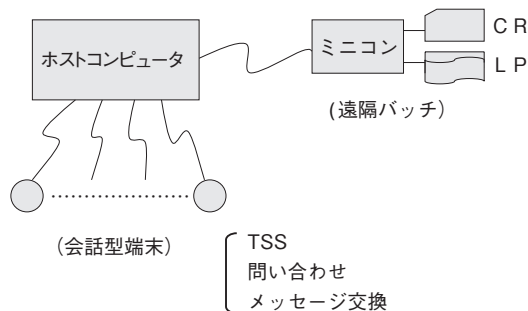 ホストコンピュータ
ミニコン
CR
LP
(遠隔バッチ)
(会話型端末)
TSS
問い合わせ
メッセージ交換